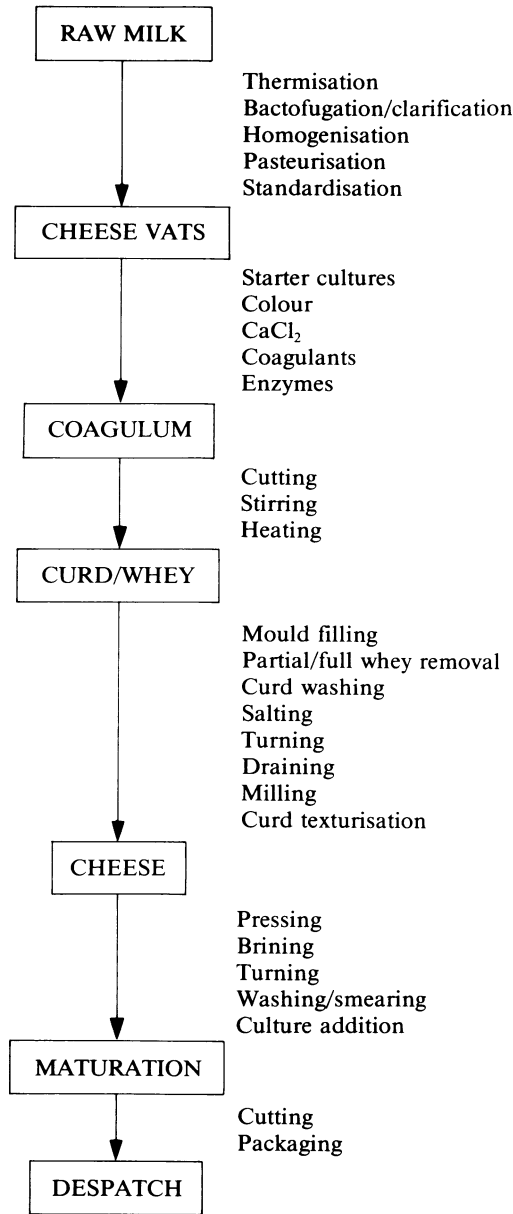 RAW MILK
Thermisation
Bactofugation/clarification
Homogenisation
Pasteurisation
Standardisation
CHEESE VATS
Starter cultures
Colour
CaCl₂
Coagulants
Enzymes
COAGULUM
Cutting
Stirring
Heating
CURD/WHEY
Mould filling
Partial/full whey removal
Curd washing
Salting
Turning
Draining
Milling
Curd texturisation
CHEESE
Pressing
Brining
Turning
Washing/smearing
Culture addition
MATURATION
Cutting
Packaging
DESPATCH